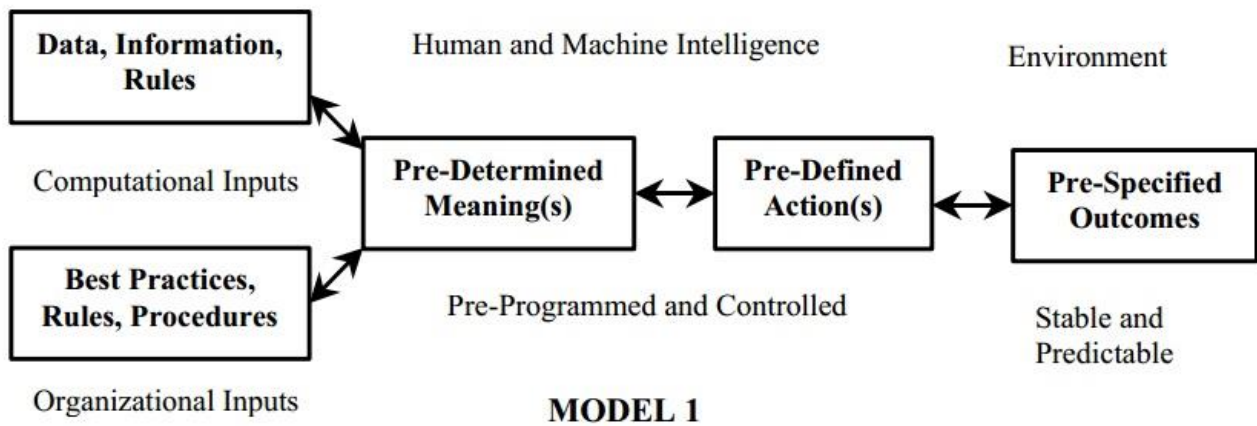 Data, Information,
Rules
Human and Machine Intelligence
Environment
Computational Inputs
Pre-Determined
Meaning(s)
Pre-Defined
Action(s)
Pre-Specified
Outcomes
Best Practices,
Rules, Procedures
Pre-Programmed and Controlled
Stable and
Predictable
Organizational Inputs
MODEL 1